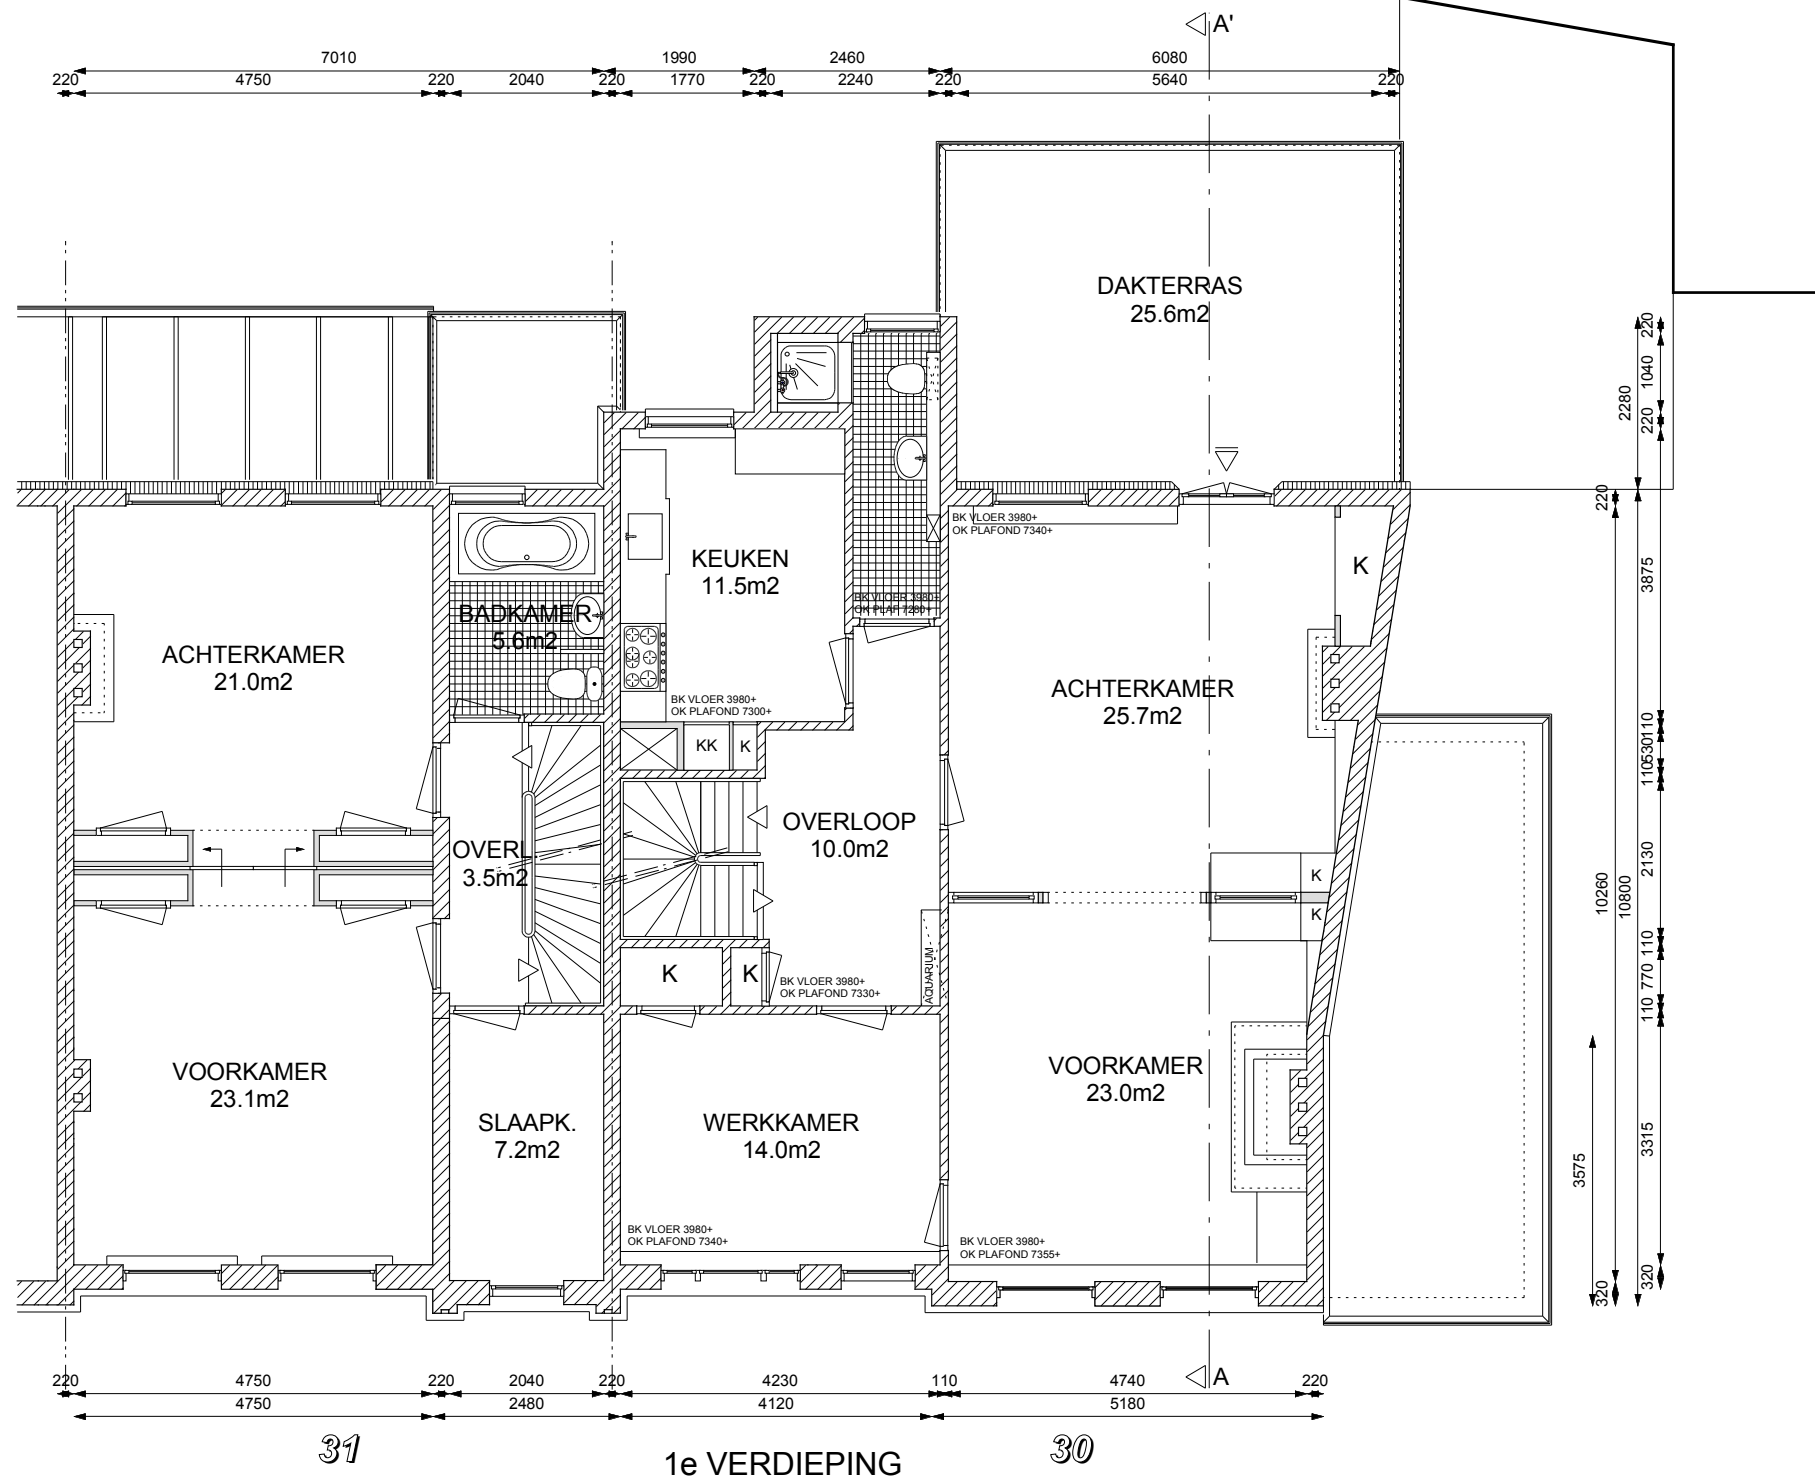 A'
7010 1990 2460 6080
220 4750 220 2040 220 1770 220 2240 220 5640 220
DAKTERRAS
25.6m2
220
1040
2280
220
220
BK VLOER 3980+
OK PLAFOND 7340+
KEUKEN
11.5m2
K
3875
BADKAMER
5.6m2
BK VLOER 3980+
OK PLAF 7280+
ACHTERKAMER
21.0m2
ACHTERKAMER
25.7m2
BK VLOER 3980+
OK PLAFOND 7300+
KK K
110
530
110
OVERLOOP
10.0m2
OVERL.
3.5m2
K
K
2130
10260
10800
AQUARIUM
K K
BK VLOER 3980+
OK PLAFOND 7330+
110
770
110
VOORKAMER
23.1m2
VOORKAMER
23.0m2
SLAAPK.
7.2m2
WERKKAMER
14.0m2
3315
3575
BK VLOER 3980+
OK PLAFOND 7340+
BK VLOER 3980+
OK PLAFOND 7355+
320
320
A
220 4750 220 2040 220 4230 110 4740 220
4750 2480 4120 5180
31 1e VERDIEPING 30